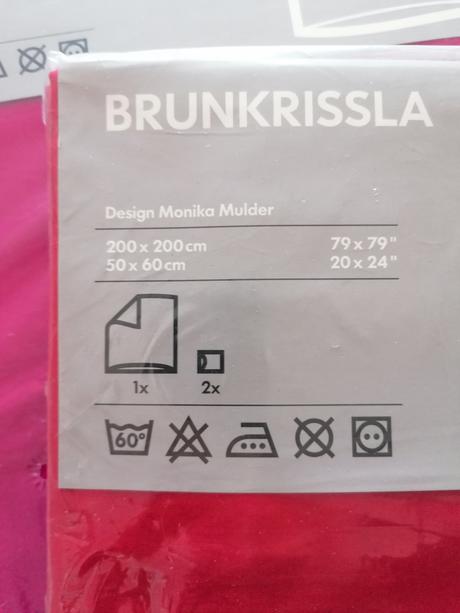 BRUNKRISSLA
Design Monika Mulder
200 x 200 cm 79 x 79"
50 x 60 cm 20 x 24"
1x 2x
60°